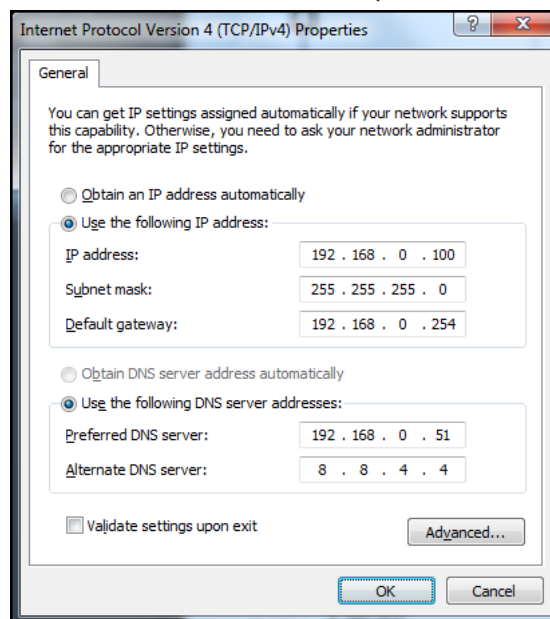 Internet Protocol Version 4 (TCP/IPv4) Properties
General
You can get IP settings assigned automatically if your network supports
this capability. Otherwise, you need to ask your network administrator
for the appropriate IP settings.
Obtain an IP address automatically
Use the following IP address:
IP address: 192 . 168 . 0 . 100
Subnet mask: 255 . 255 . 255 . 0
Default gateway: 192 . 168 . 0 . 254
Obtain DNS server address automatically
Use the following DNS server addresses:
Preferred DNS server: 192 . 168 . 0 . 51
Alternate DNS server: 8 . 8 . 4 . 4
Validate settings upon exit
Advanced...
OK Cancel